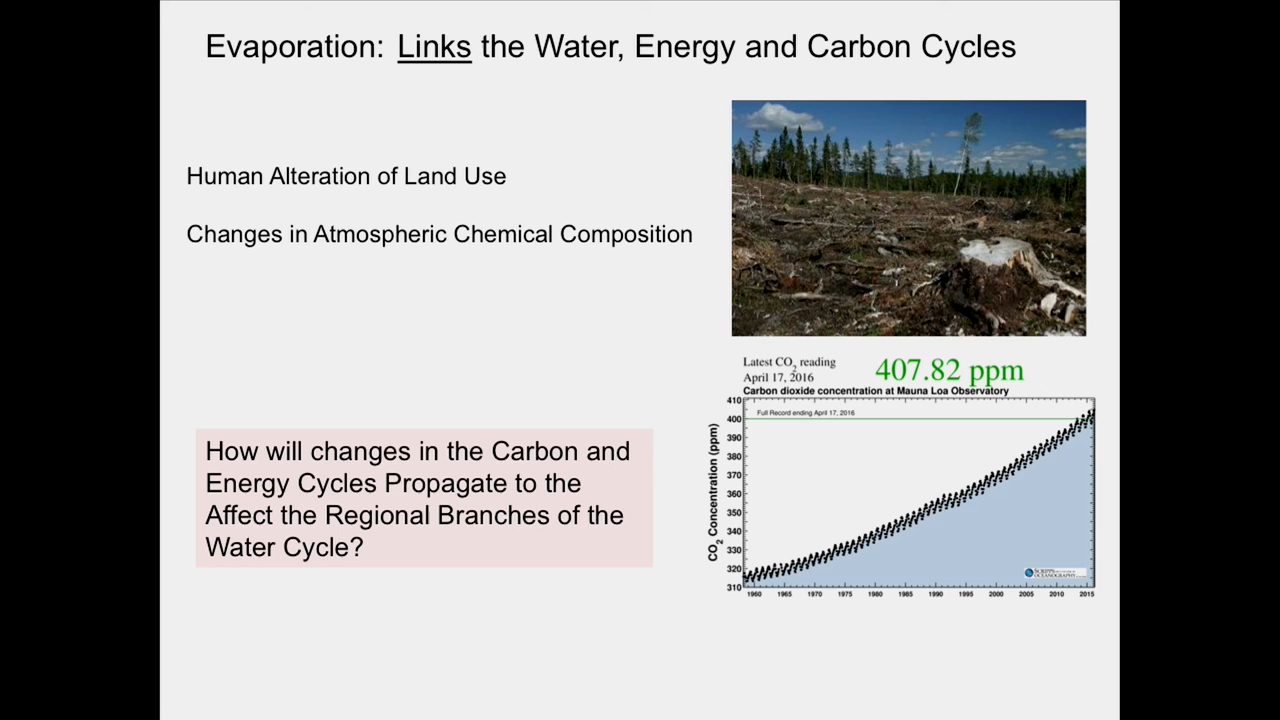 Evaporation: Links the Water, Energy and Carbon Cycles
Human Alteration of Land Use
Changes in Atmospheric Chemical Composition
How will changes in the Carbon and
Energy Cycles Propagate to the
Affect the Regional Branches of the
Water Cycle?
Latest CO2 reading
April 17, 2016
407.82 ppm
Carbon dioxide concentration at Mauna Loa Observatory
Full Record ending April 17, 2016
CO2 Concentration (ppm)
410
400
390
380
370
360
350
340
330
320
310
1960 1965 1970 1975 1980 1985 1990 1995 2000 2005 2010 2015
SCRIPPS
OCEANOGRAPHY